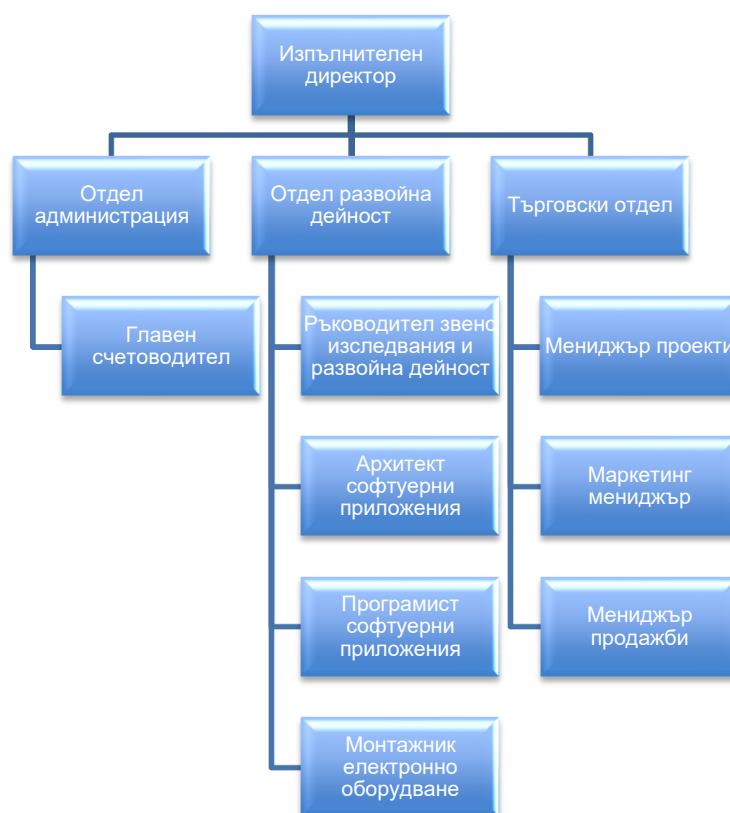 Изпълнителен
директор
Отдел
администрация
Отдел развойна
дейност
Търговски отдел
Главен
счетоводител
Ръководител звено
изследвания и
развойна дейност
Мениджър проекти
Архитект
софтуерни
приложения
Маркетинг
мениджър
Програмист
софтуерни
приложения
Мениджър
продажби
Монтажник
електронно
оборудване